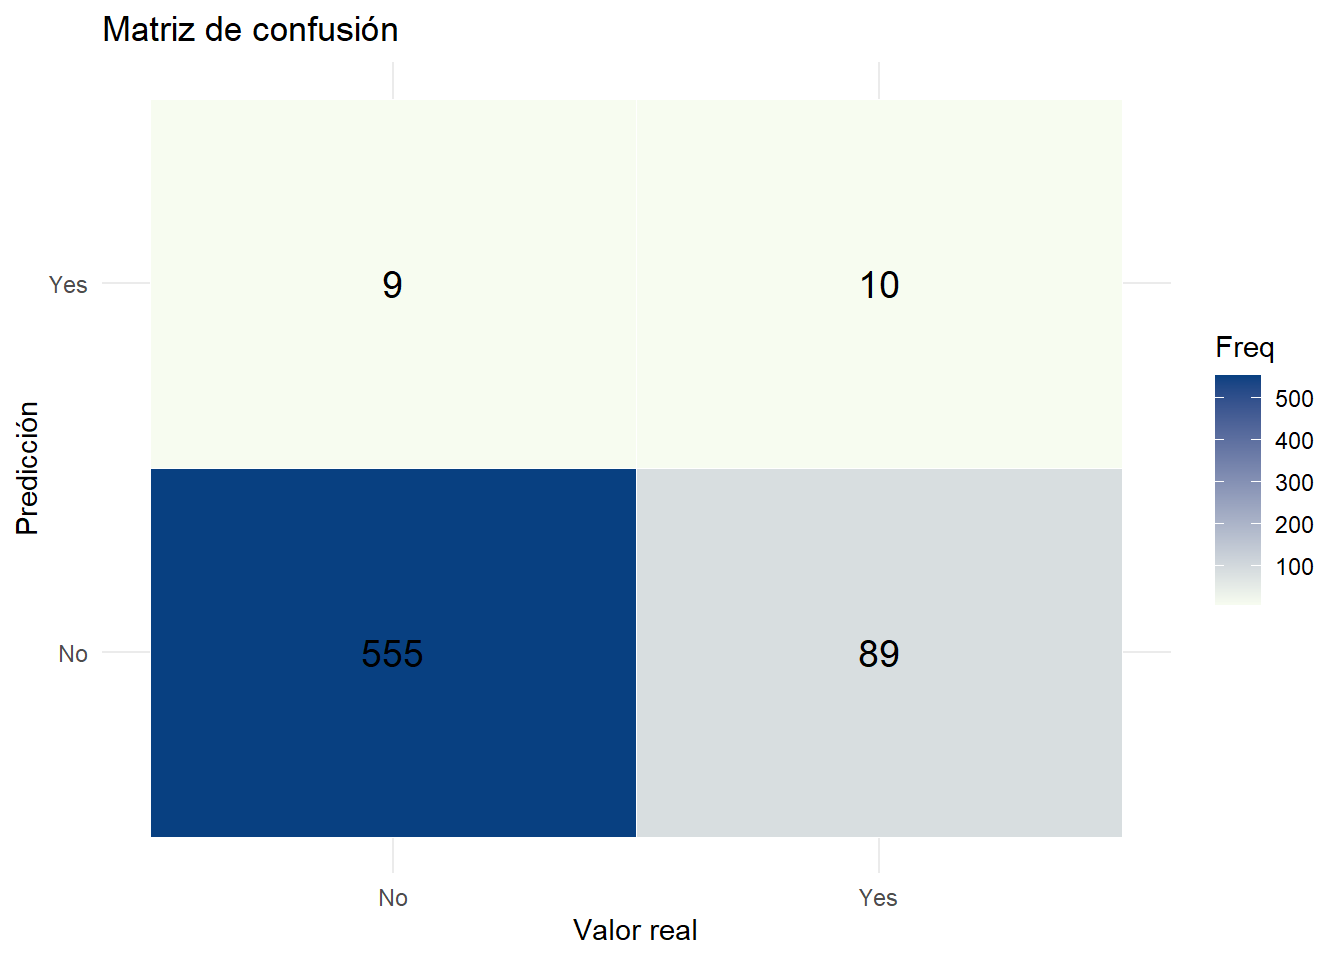 Matriz de confusión
Predicción
Yes
No
9
10
555
89
No
Yes
Valor real
Freq
500
400
300
200
100